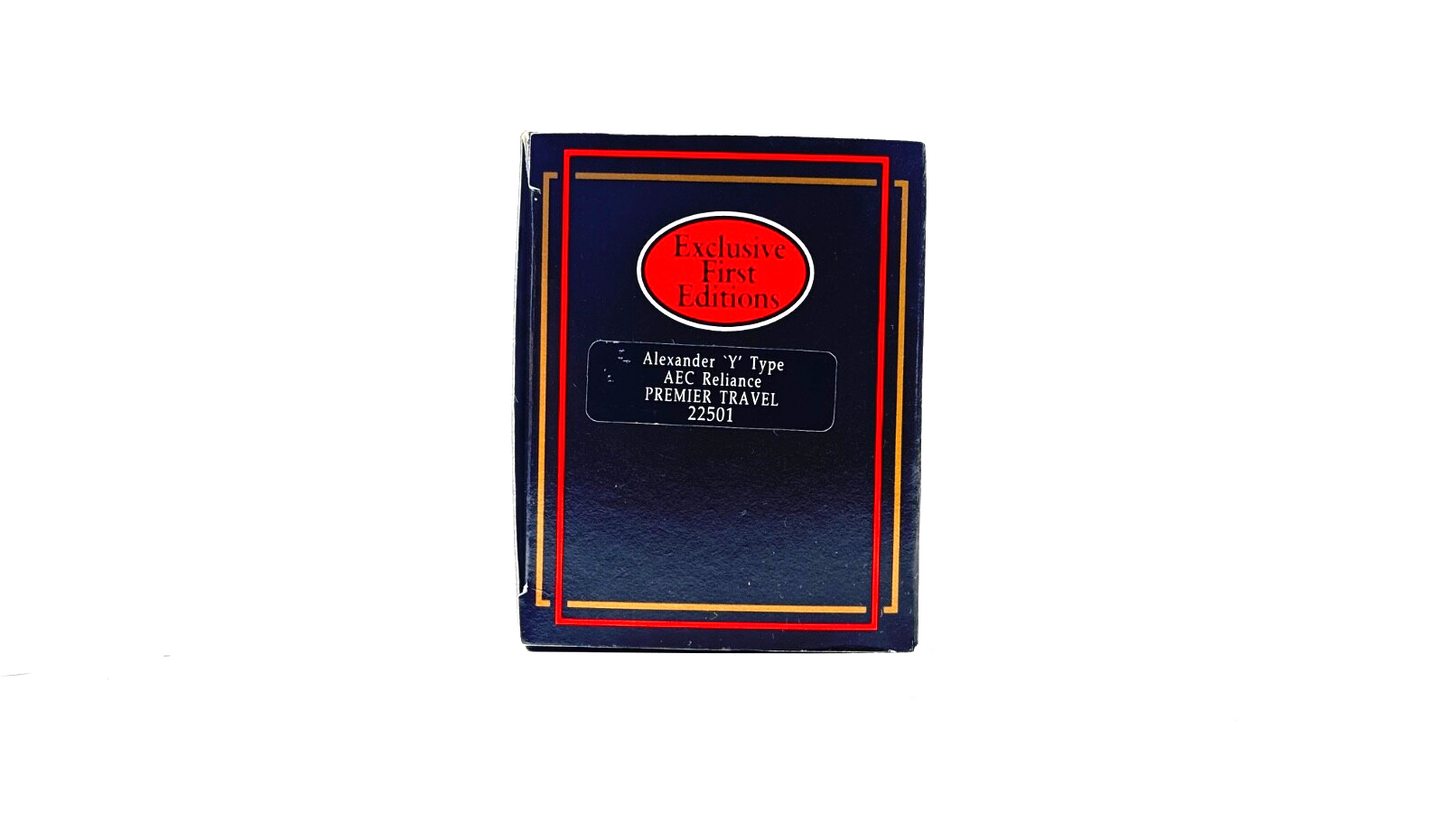 Exclusive
First
Editions
Alexander `Y' Type
AEC Reliance
PREMIER TRAVEL
22501